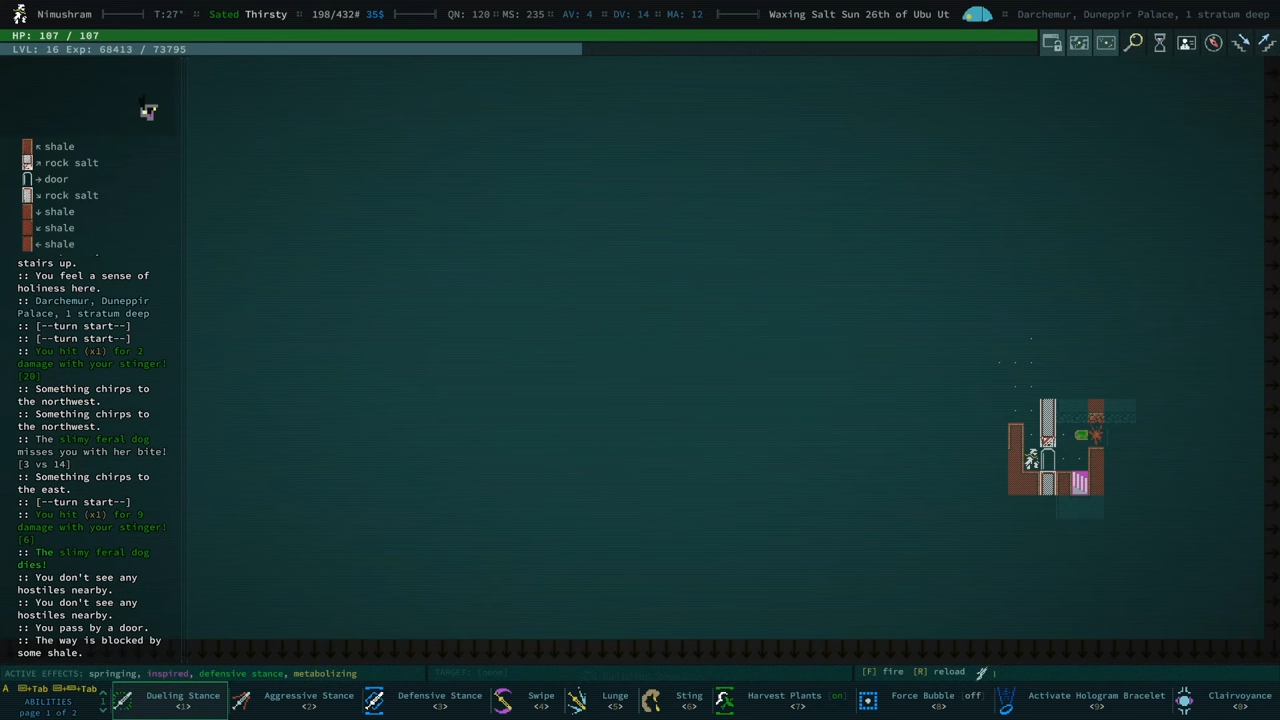 Nimushram T:27° :: Sated Thirsty :: 198/432# 35$ QN: 120 :: MS: 235 :: AV: 4 :: DV: 14 :: MA: 12 Waxing Salt Sun 26th of Ubu Ut :: Darchemur, Duneppir Palace, 1 stratum deep
HP: 107 / 107
LVL: 16 Exp: 68413 / 73795
↖ shale
↗ rock salt
→ door
↘ rock salt
↓ shale
↙ shale
← shale
stairs up.
:: You feel a sense of
holiness here.
:: Darchemur, Duneppir
Palace, 1 stratum deep
:: [--turn start--]
:: [--turn start--]
:: You hit (x1) for 2
damage with your stinger!
[20]
:: Something chirps to
the northwest.
:: Something chirps to
the northwest.
:: The slimy feral dog
misses you with her bite!
[3 vs 14]
:: Something chirps to
the east.
:: [--turn start--]
:: You hit (x1) for 9
damage with your stinger!
[6]
:: The slimy feral dog
dies!
:: You don't see any
hostiles nearby.
:: You don't see any
hostiles nearby.
:: You pass by a door.
:: The way is blocked by
some shale.
ACTIVE EFFECTS: springing, inspired, defensive stance, metabolizing
TARGET: [none]
[F] fire [R] reload
A Tab Tab
ABILITIES
page 1 of 2
1
Dueling Stance <1>
Aggressive Stance <2>
Defensive Stance <3>
Swipe <4>
Lunge <5>
Sting <6>
Harvest Plants [on] <7>
Force Bubble [off] <8>
Activate Hologram Bracelet <9>
Clairvoyance <0>